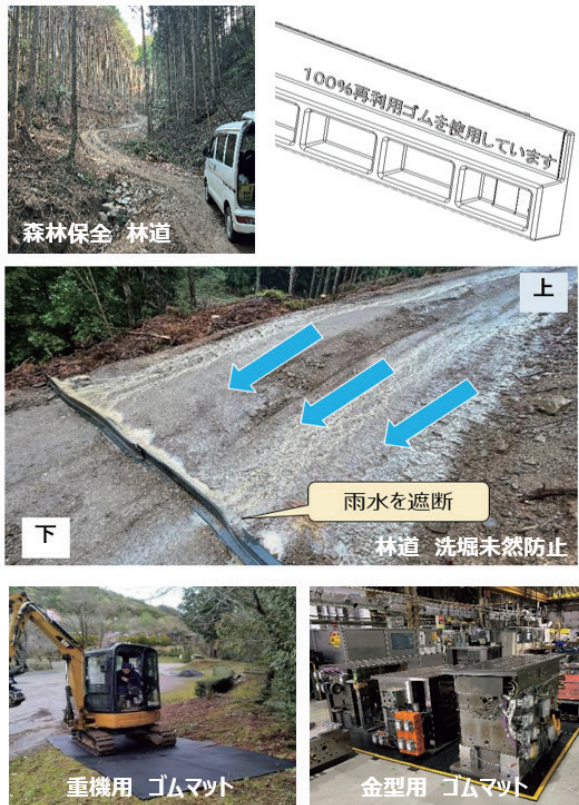 森林保全 林道
100%再利用ゴムを使用しています
上
雨水を遮断
下
林道 洗堀未然防止
重機用 ゴムマット
金型用 ゴムマット